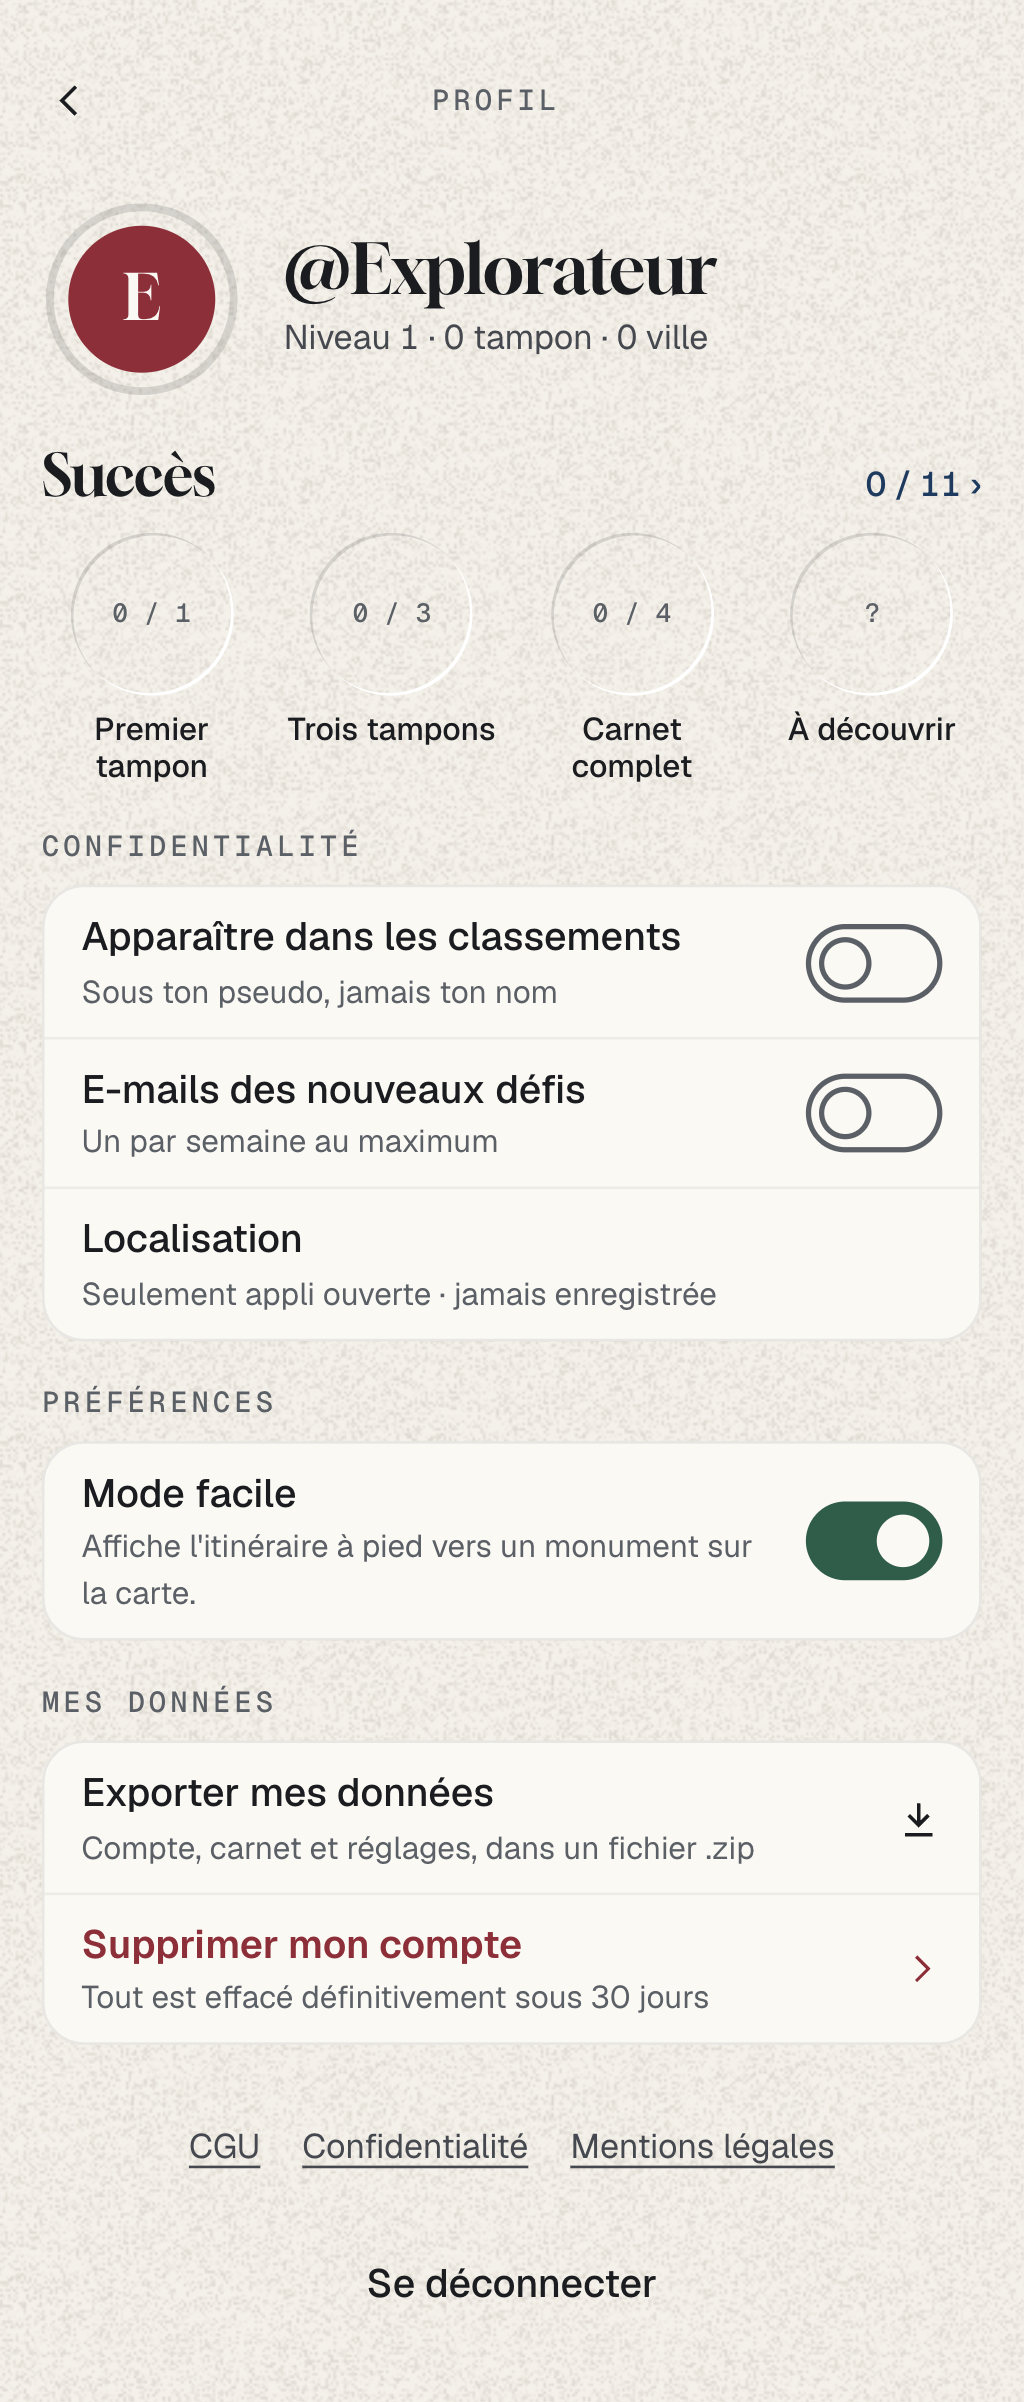 PROFIL
E
@Explorateur
Niveau 1 · 0 tampon · 0 ville
Succès
0 / 11 ›
0 / 1
0 / 3
0 / 4
?
Premier
tampon
Trois tampons
Carnet
complet
À découvrir
CONFIDENTIALITÉ
Apparaître dans les classements
Sous ton pseudo, jamais ton nom
E-mails des nouveaux défis
Un par semaine au maximum
Localisation
Seulement appli ouverte · jamais enregistrée
PRÉFÉRENCES
Mode facile
Affiche l'itinéraire à pied vers un monument sur
la carte.
MES DONNÉES
Exporter mes données
Compte, carnet et réglages, dans un fichier .zip
Supprimer mon compte
Tout est effacé définitivement sous 30 jours
CGU Confidentialité Mentions légales
Se déconnecter